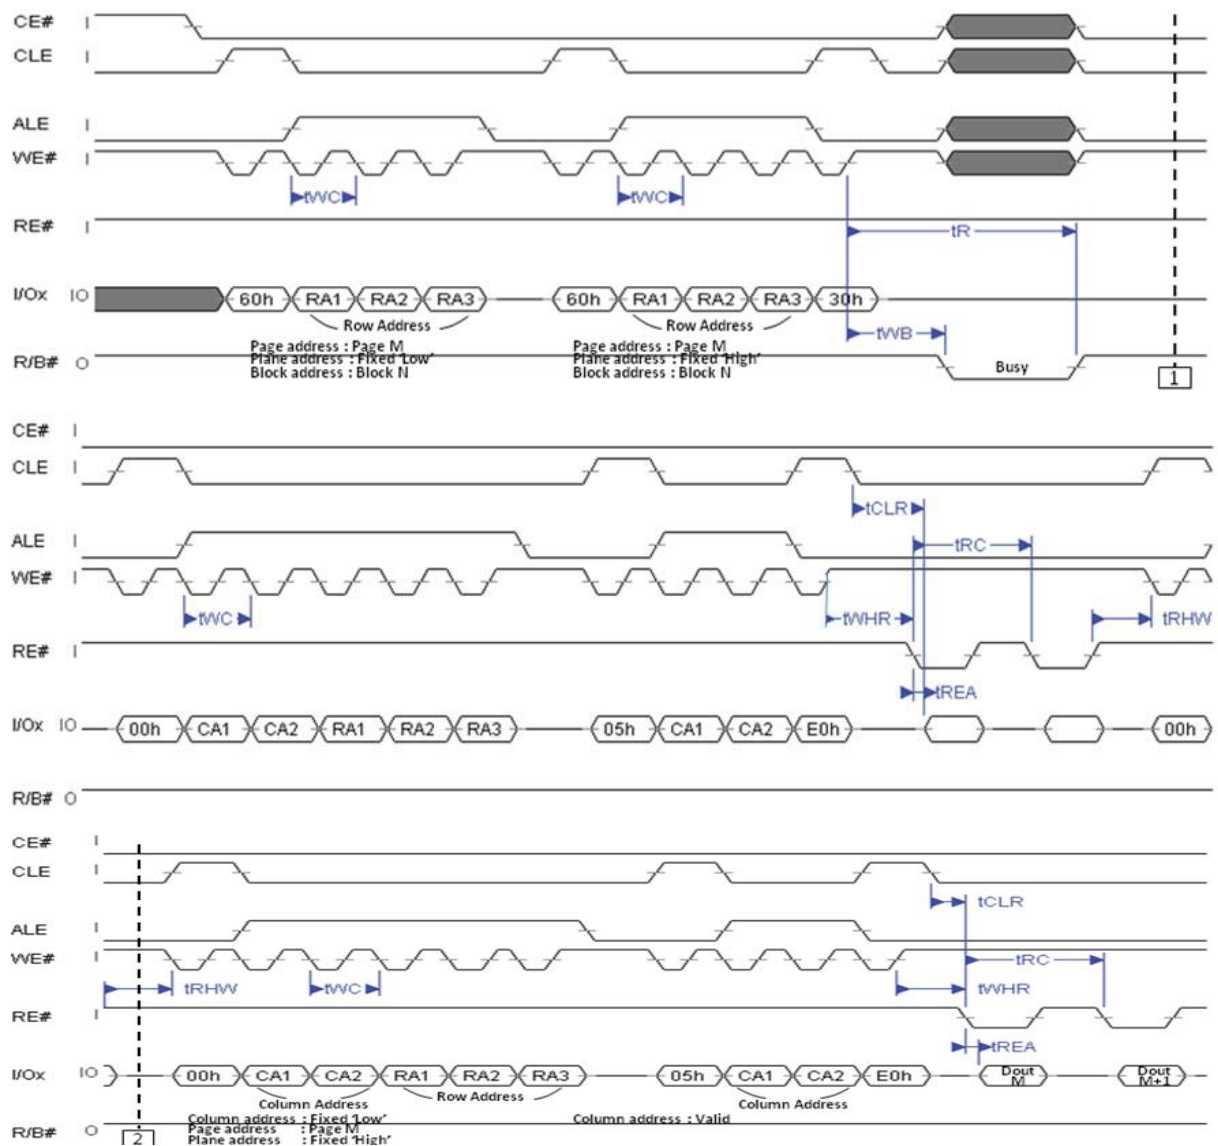 CE# I
CLE I
ALE I
WE# I
tWC tWC
RE# I
tR
I/Ox IO 60h RA1 RA2 RA3 60h RA1 RA2 RA3 30h
Row Address Row Address
tWB
Page address : Page M Page address : Page M
Plane address : Fixed 'Low' Plane address : Fixed 'High'
Block address : Block N Block address : Block N
R/B# O Busy
1
CE# I
CLE I
tCLR
ALE I tRC
WE# I
tWC tWHR tRHW
RE# I
tREA
I/Ox IO 00h CA1 CA2 RA1 RA2 RA3 05h CA1 CA2 E0h 00h
R/B# O
CE# I
CLE I
tCLR
ALE I
WE# I tRC
tRHW tWC tWHR
RE# I
tREA
I/Ox IO 00h CA1 CA2 RA1 RA2 RA3 05h CA1 CA2 E0h Dout M Dout M+1
Column Address Row Address Column Address
Column address : Fixed 'Low' Column address : Valid
Page address : Page M
Plane address : Fixed 'High'
R/B# O
2